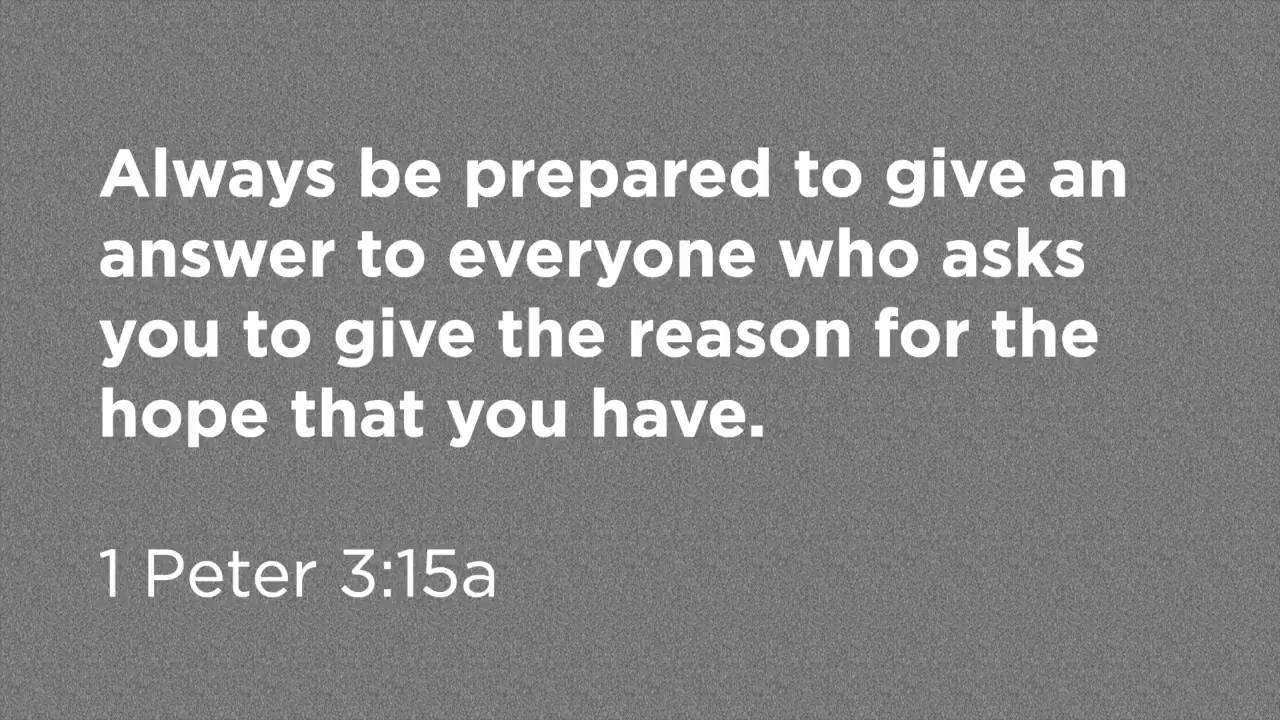 Always be prepared to give an
answer to everyone who asks
you to give the reason for the
hope that you have.
1 Peter 3:15a